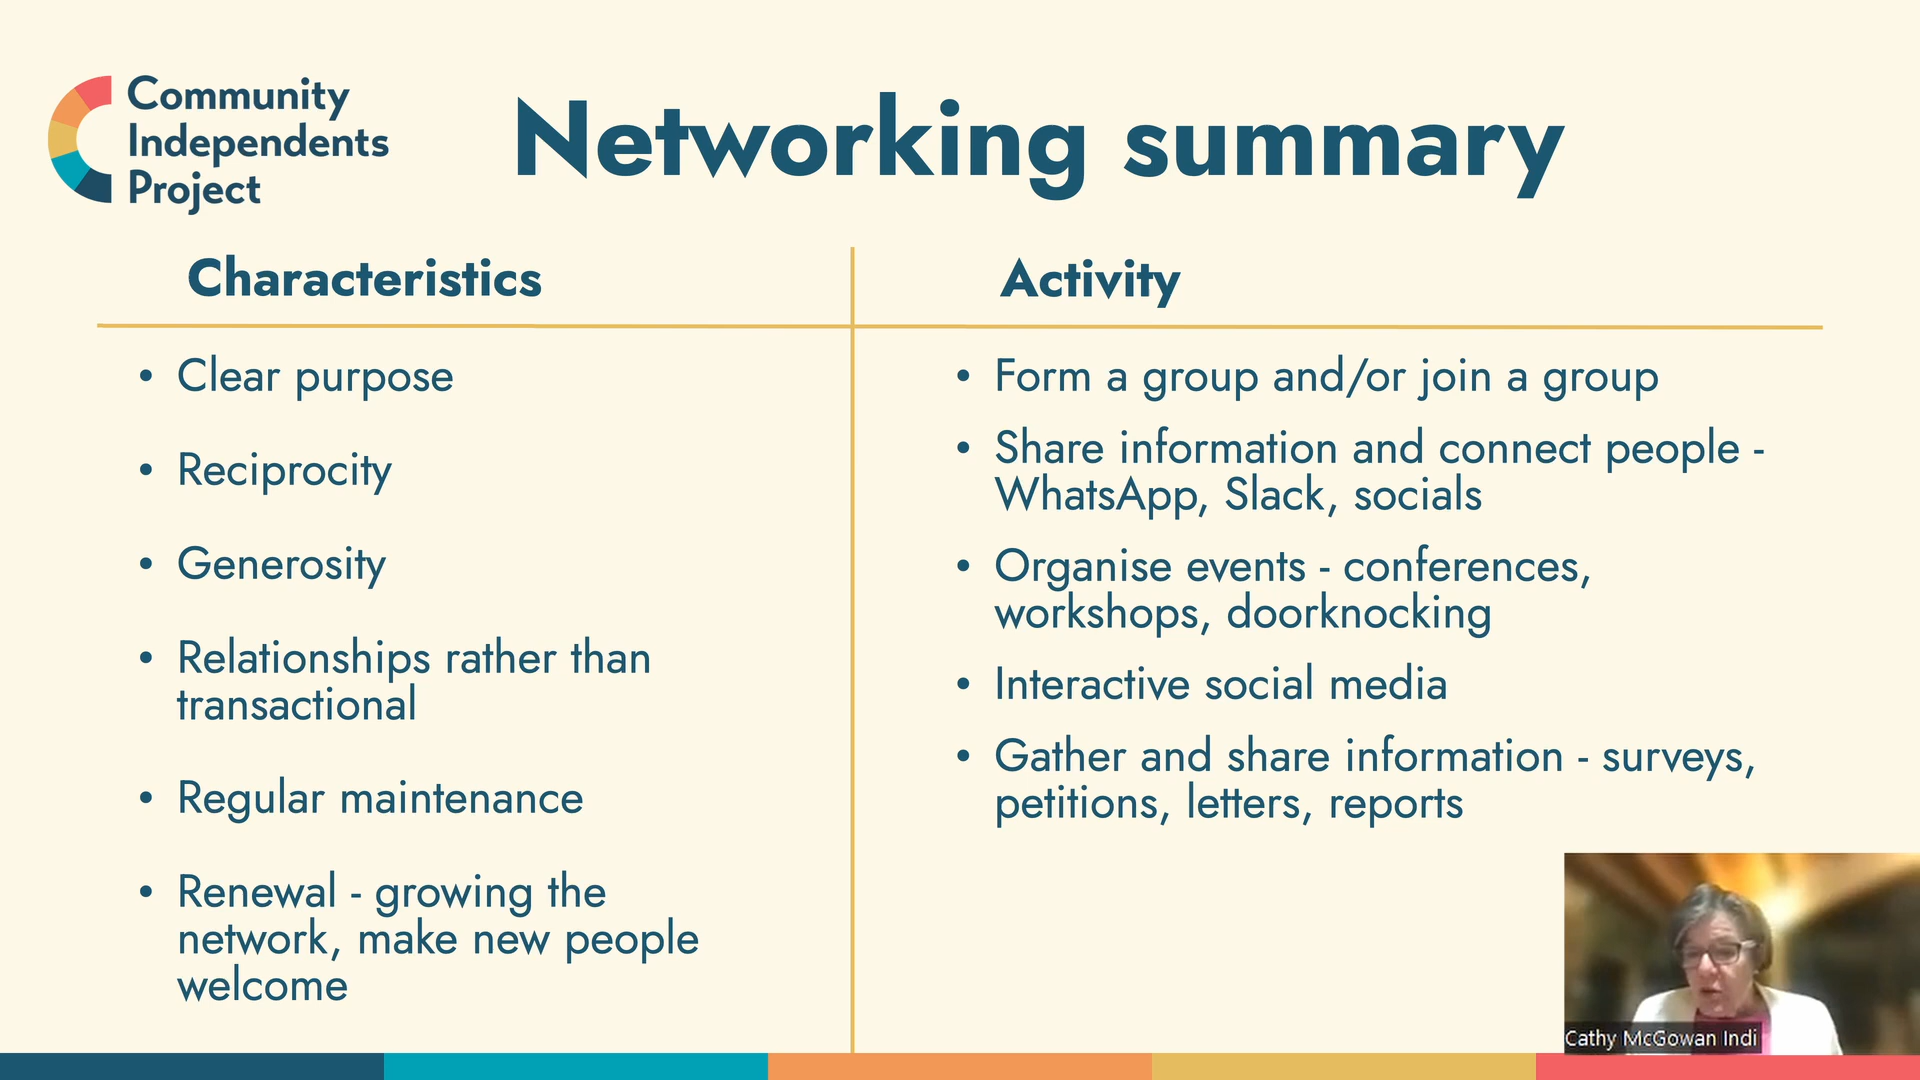 Community
Independents
Project
Networking summary
Characteristics
• Clear purpose
• Reciprocity
• Generosity
• Relationships rather than
transactional
• Regular maintenance
• Renewal - growing the
network, make new people
welcome
Activity
• Form a group and/or join a group
• Share information and connect people -
WhatsApp, Slack, socials
• Organise events - conferences,
workshops, doorknocking
• Interactive social media
• Gather and share information - surveys,
petitions, letters, reports
Cathy McGowan Indi